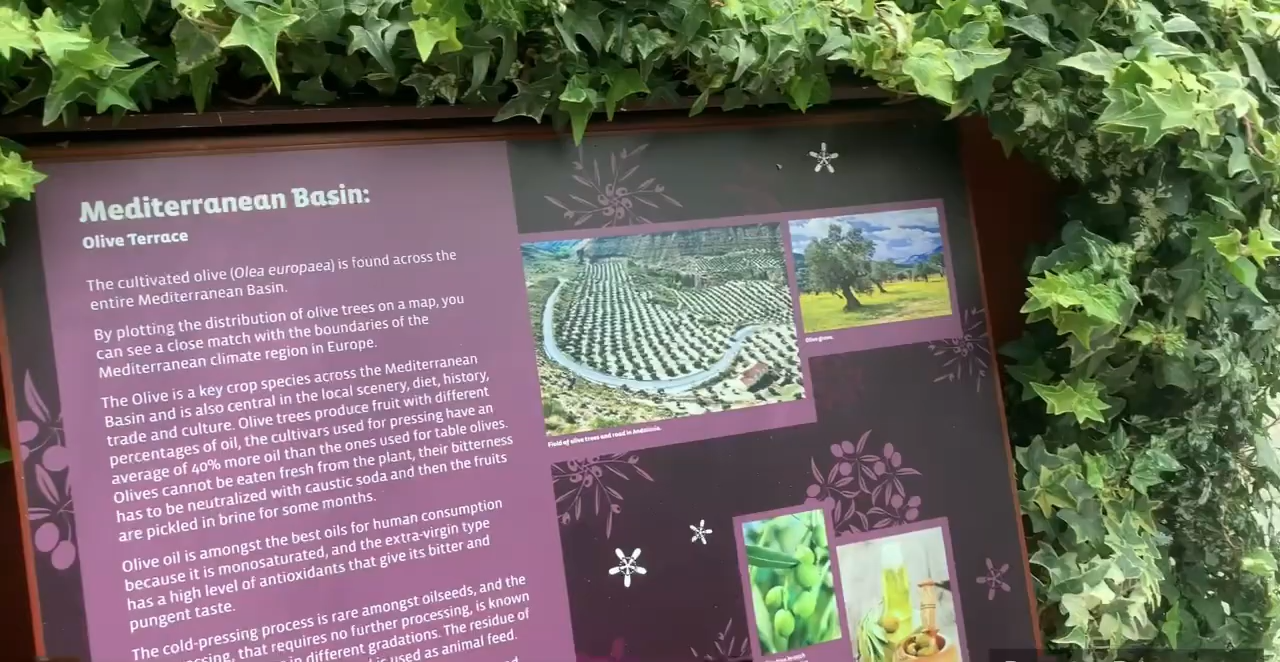 Mediterranean Basin:
Olive Terrace
The cultivated olive (Olea europaea) is found across the
entire Mediterranean Basin.
By plotting the distribution of olive trees on a map, you
can see a close match with the boundaries of the
Mediterranean climate region in Europe.
The Olive is a key crop species across the Mediterranean
Basin and is also central in the local scenery, diet, history,
trade and culture. Olive trees produce fruit with different
percentages of oil, the cultivars used for pressing have an
average of 40% more oil than the ones used for table olives.
Olives cannot be eaten fresh from the plant, their bitterness
has to be neutralized with caustic soda and then the fruits
are pickled in brine for some months.
Olive oil is amongst the best oils for human consumption
because it is monosaturated, and the extra-virgin type
has a high level of antioxidants that give its bitter and
pungent taste.
The cold-pressing process is rare amongst oilseeds, and the
that requires no further processing, is known
in different gradations. The residue of
is used as animal feed.
Field of olive trees and road in Andalusia.
Olive grove.